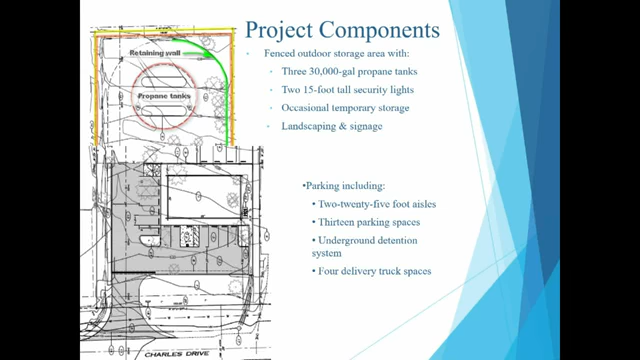 Project Components
Retaining wall
Propane tanks
• Fenced outdoor storage area with:
• Three 30,000-gal propane tanks
• Two 15-foot tall security lights
• Occasional temporary storage
• Landscaping & signage
•Parking including:
• Two-twenty-five foot aisles
• Thirteen parking spaces
• Underground detention
system
• Four delivery truck spaces
CHARLES DRIVE